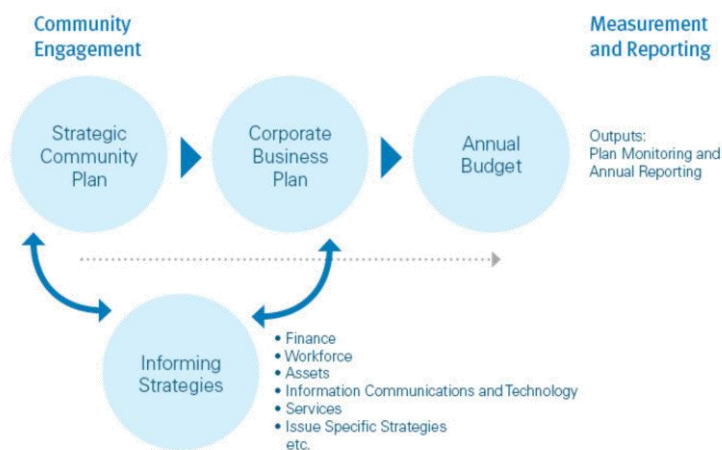 Community
Engagement
Measurement
and Reporting
Strategic
Community
Plan
Corporate
Business
Plan
Annual
Budget
Outputs:
Plan Monitoring and
Annual Reporting
Informing
Strategies
• Finance
• Workforce
• Assets
• Information Communications and Technology
• Services
• Issue Specific Strategies
etc.